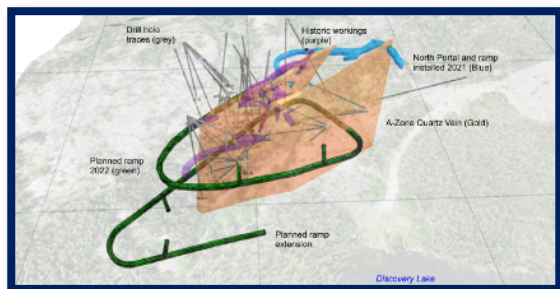 Drill hole
traces (grey)
Historic workings
(purple)
North Portal and ramp
installed 2021 (Blue)
A-Zone Quartz Vein (Gold)
Planned ramp
2022 (green)
Planned ramp
extension
Discovery Lake